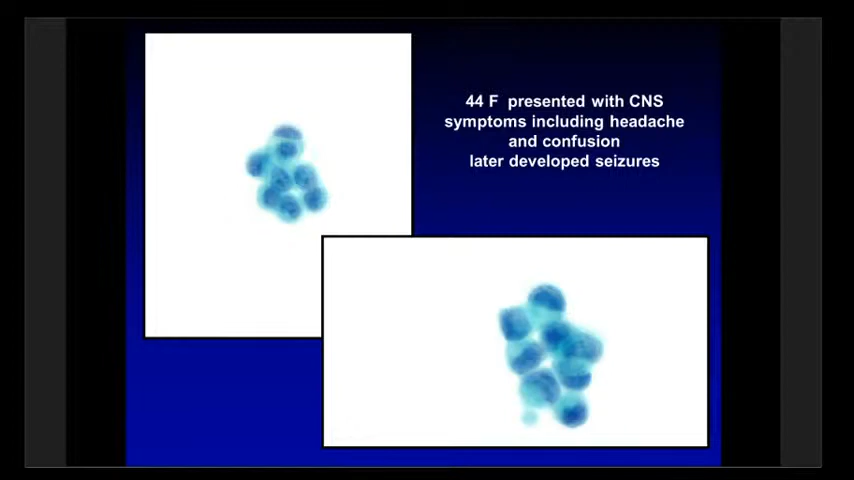 44 F presented with CNS
symptoms including headache
and confusion
later developed seizures